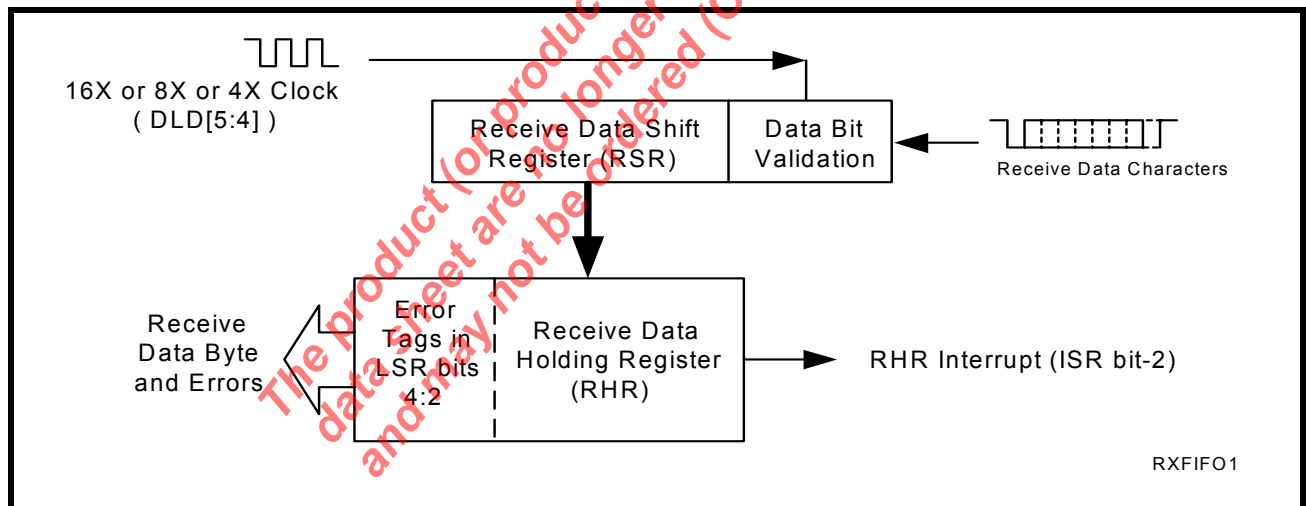 16X or 8X or 4X Clock
( DLD[5:4] )
Receive Data Shift
Register (RSR)
Data Bit
Validation
Receive Data Characters
Receive
Data Byte
and Errors
Error
Tags in
LSR bits
4:2
Receive Data
Holding Register
(RHR)
RHR Interrupt (ISR bit-2)
RXFIFO1
The product (or produc
data sheet are no longer
and may not be ordered (O